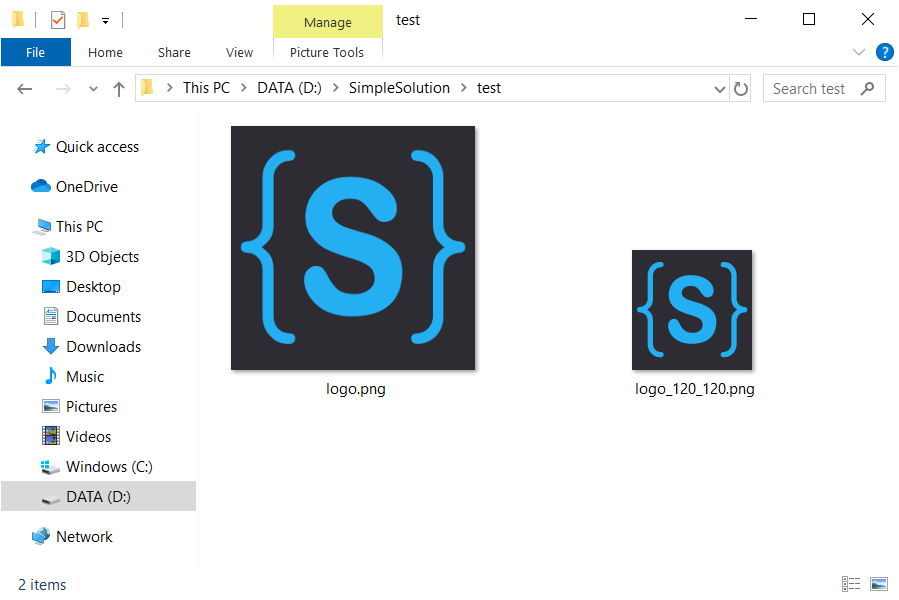 Manage
test
File
Home
Share
View
Picture Tools
?
This PC
DATA (D:)
SimpleSolution
test
Search test
Quick access
OneDrive
This PC
3D Objects
Desktop
Documents
Downloads
Music
Pictures
Videos
Windows (C:)
DATA (D:)
Network
{S}
logo.png
{S}
logo_120_120.png
2 items